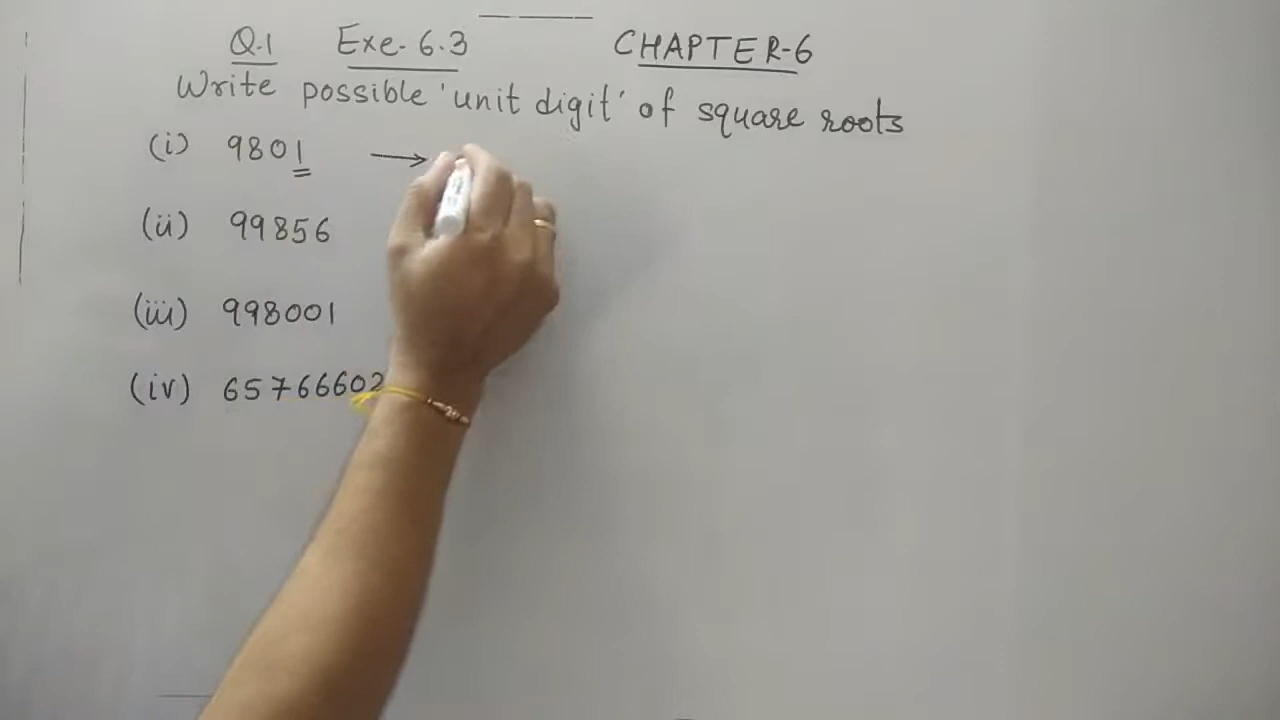 Q.1 Exe- 6.3 CHAPTER-6
Write possible 'unit digit' of square roots
(i) 9801 →
(ii) 99856
(iii) 998001
(iv) 65766602